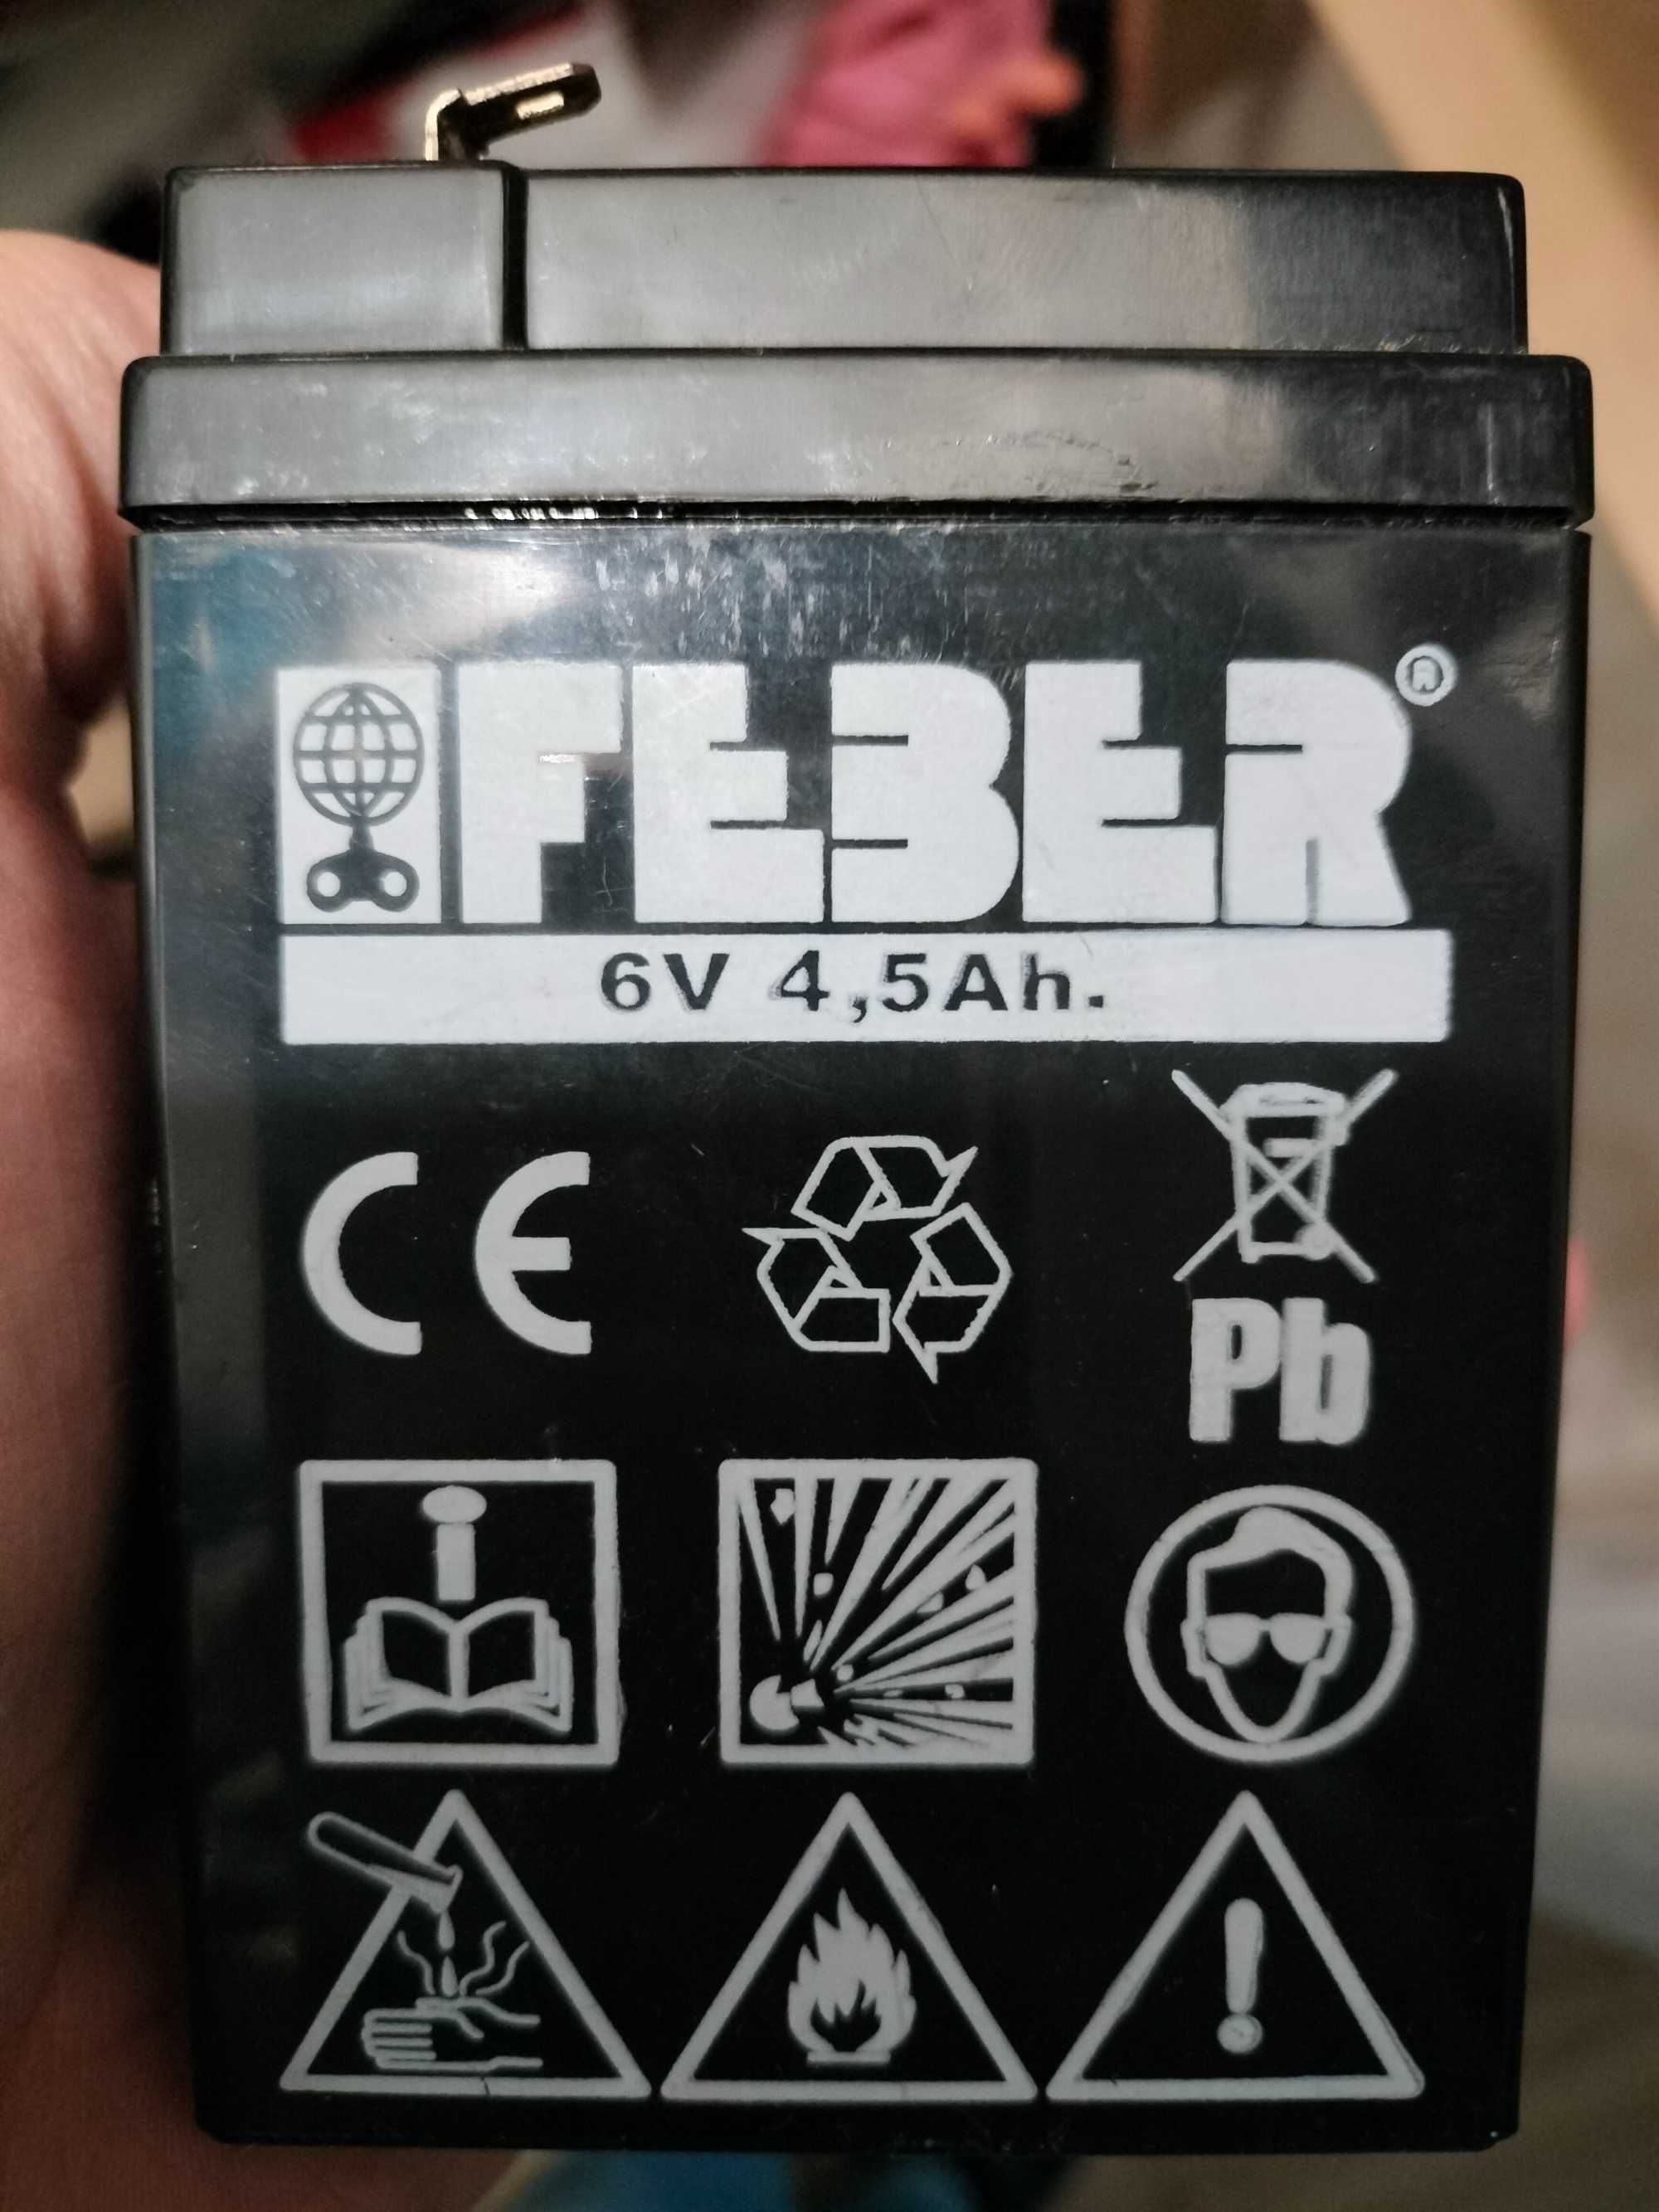 FEBER®
6V 4,5Ah.
CE
Pb